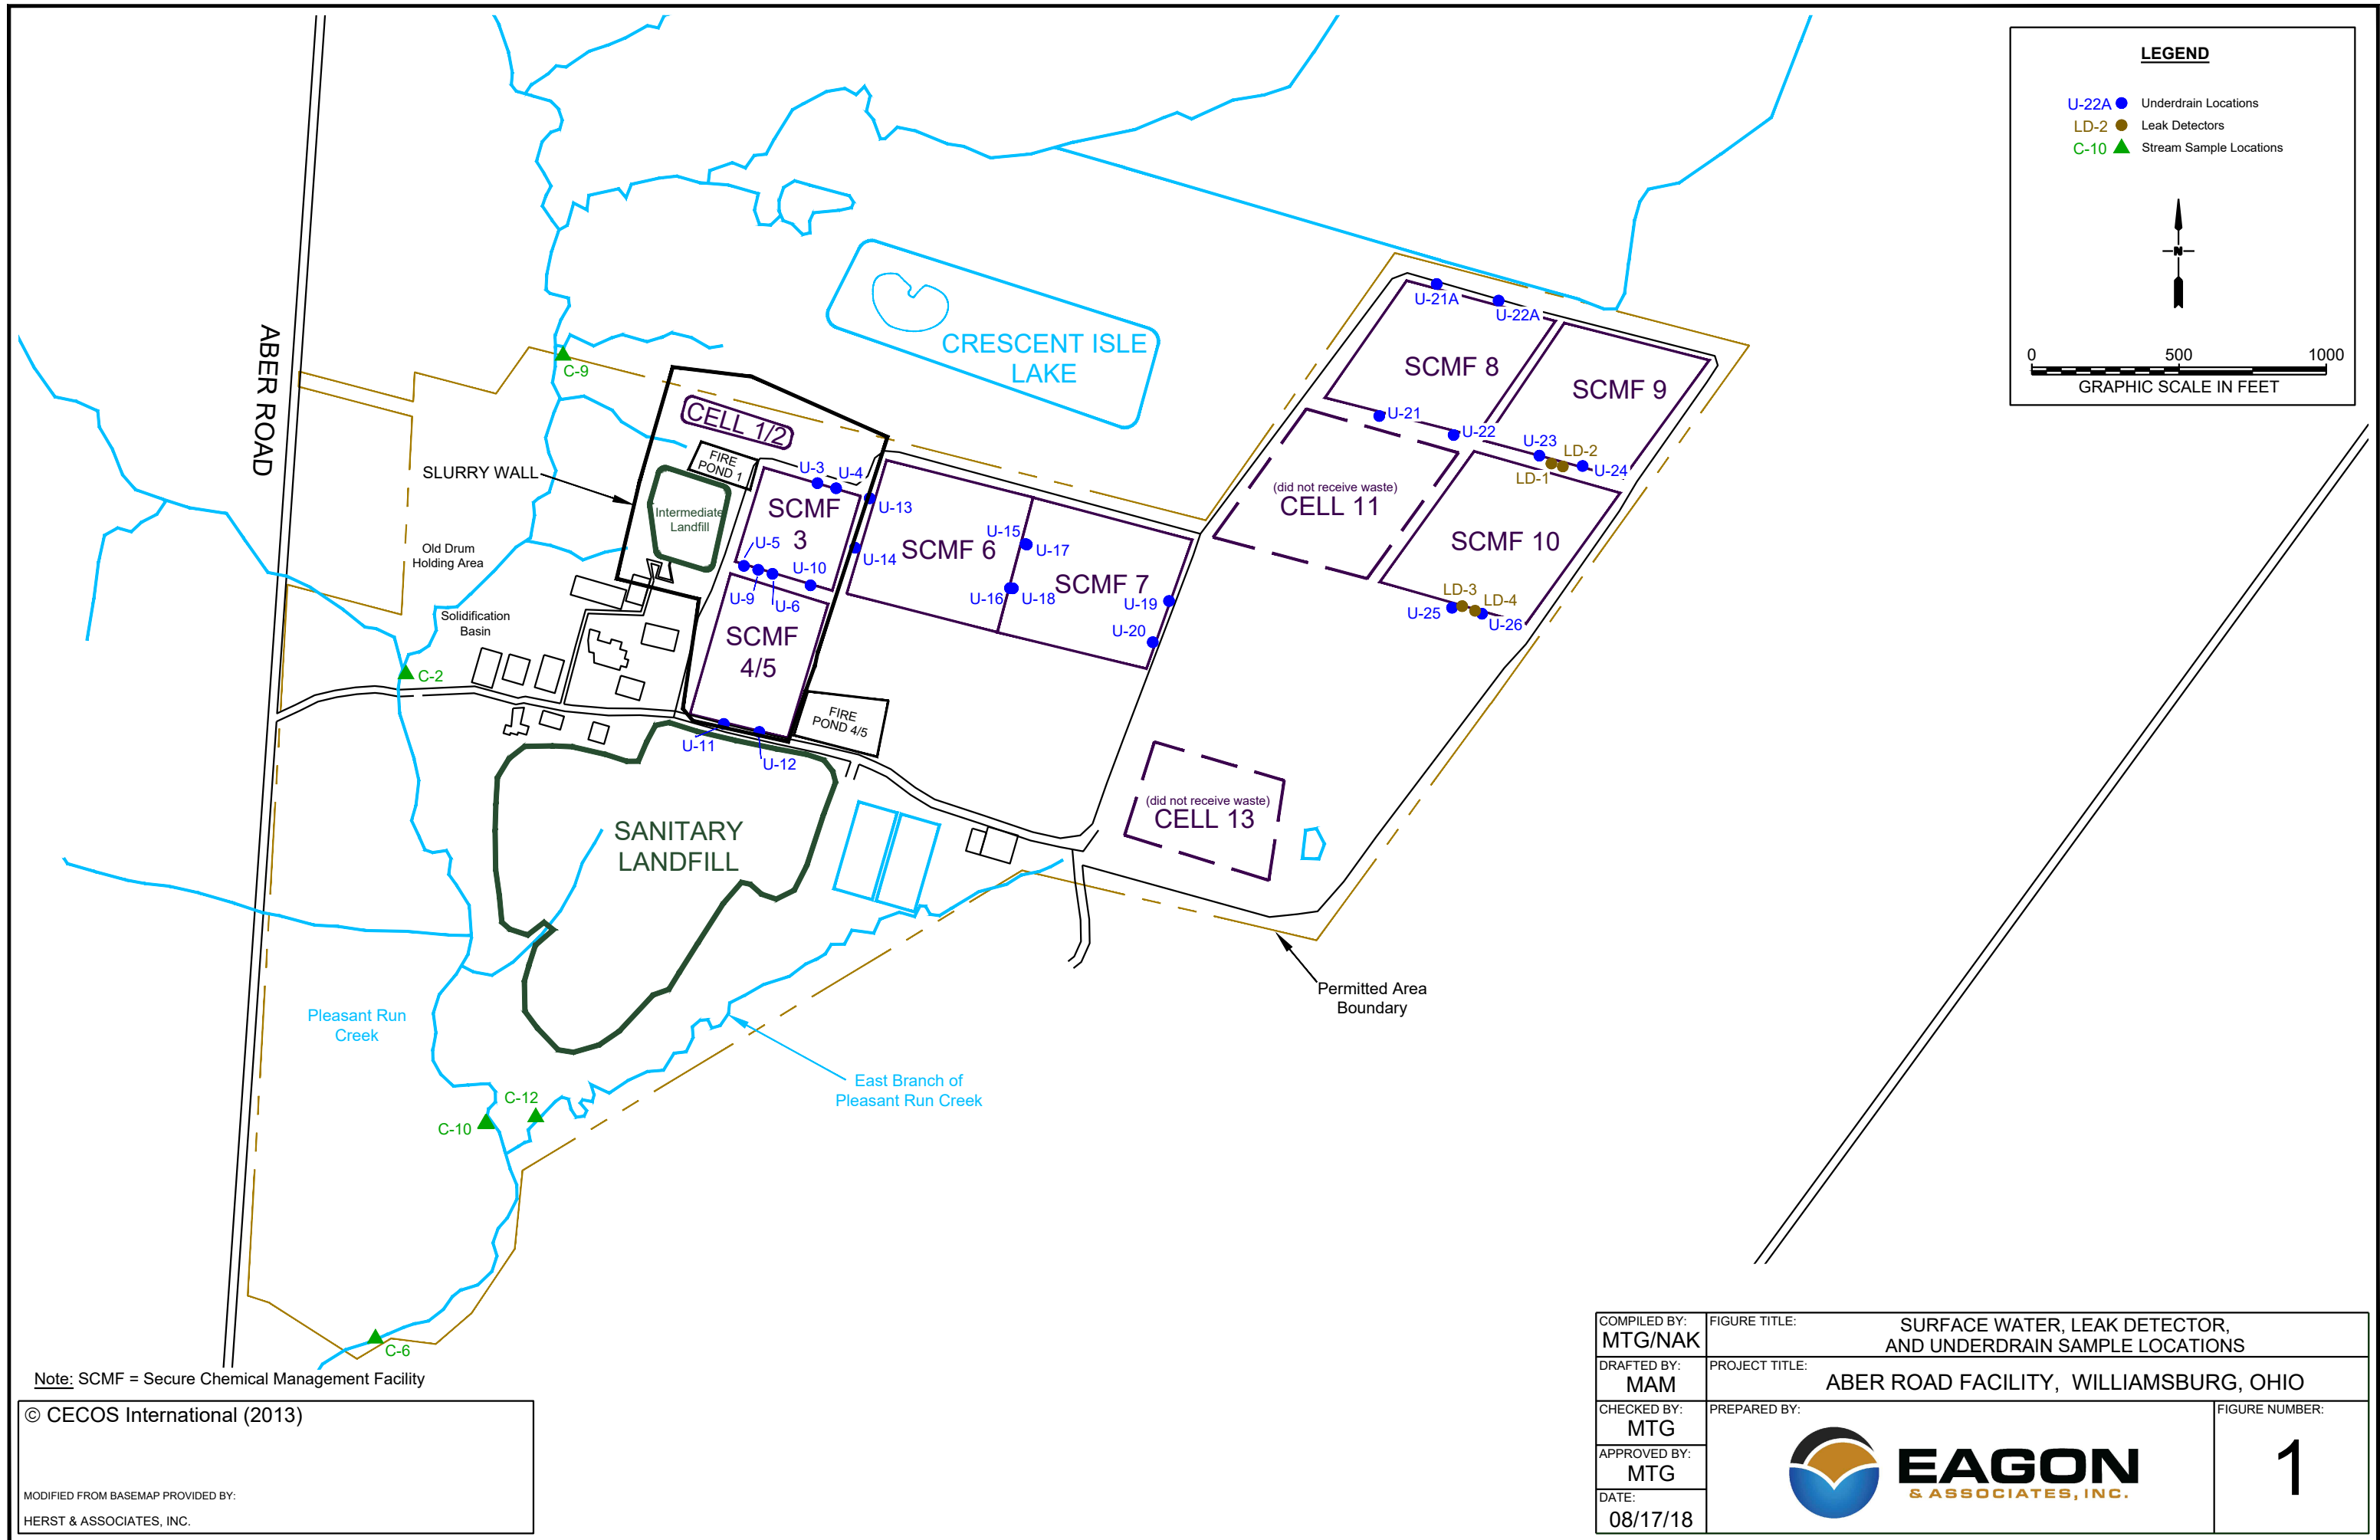 LEGEND
U-22A Underdrain Locations
LD-2 Leak Detectors
C-10 Stream Sample Locations
N
0 500 1000
GRAPHIC SCALE IN FEET
ABER ROAD
CRESCENT ISLE
LAKE
C-9
CELL 1/2
FIRE
POND 1
SLURRY WALL
Intermediate
Landfill
U-3
U-4
SCMF
3
U-13
U-14
U-5
U-10
U-9
U-6
SCMF
4/5
SCMF 6
U-15
U-17
U-16
U-18
SCMF 7
U-19
U-20
U-21A
U-22A
SCMF 8
SCMF 9
U-21
U-22
U-23
LD-2
LD-1
U-24
(did not receive waste)
CELL 11
SCMF 10
LD-3
LD-4
U-25
U-26
Old Drum
Holding Area
Solidification
Basin
C-2
FIRE
POND 4/5
U-11
U-12
SANITARY
LANDFILL
(did not receive waste)
CELL 13
Permitted Area
Boundary
Pleasant Run
Creek
East Branch of
Pleasant Run Creek
C-12
C-10
C-6
Note: SCMF = Secure Chemical Management Facility
© CECOS International (2013)
MODIFIED FROM BASEMAP PROVIDED BY:
HERST & ASSOCIATES, INC.
COMPILED BY:
MTG/NAK
FIGURE TITLE:
SURFACE WATER, LEAK DETECTOR,
AND UNDERDRAIN SAMPLE LOCATIONS
DRAFTED BY:
MAM
PROJECT TITLE:
ABER ROAD FACILITY, WILLIAMSBURG, OHIO
CHECKED BY:
MTG
PREPARED BY:
EAGON
& ASSOCIATES, INC.
FIGURE NUMBER:
1
APPROVED BY:
MTG
DATE:
08/17/18